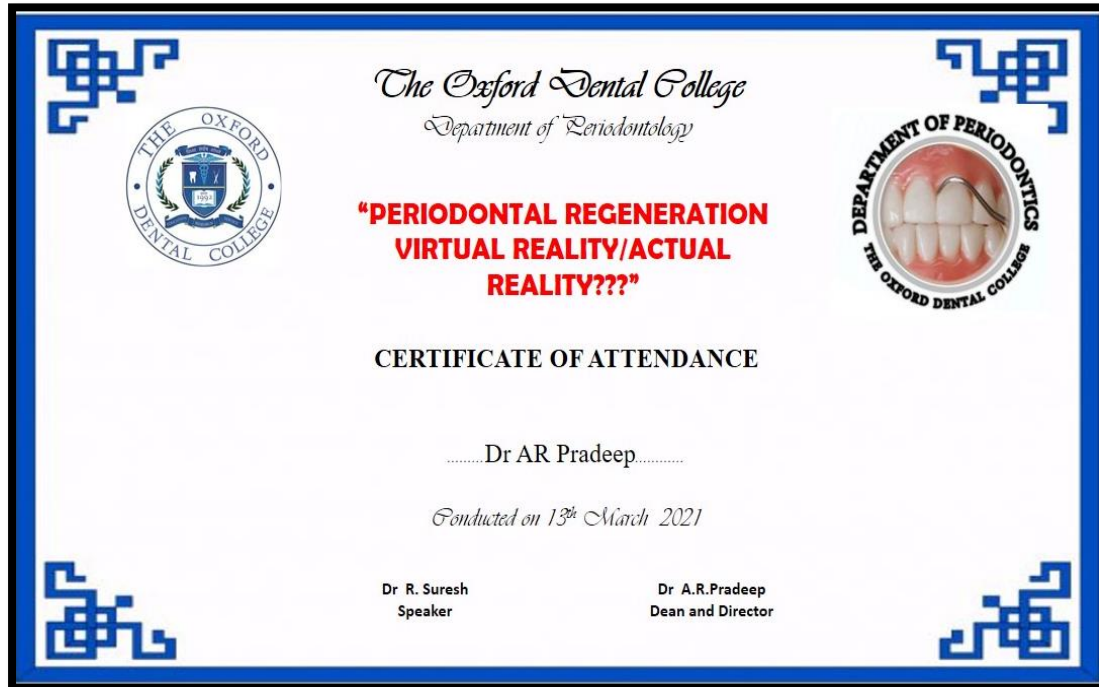 The Oxford Dental College
Department of Periodontology
THE OXFORD
DENTAL COLLEGE
1992
DEPARTMENT OF PERIODONTICS
THE OXFORD DENTAL COLLEGE
“PERIODONTAL REGENERATION
VIRTUAL REALITY/ACTUAL
REALITY???”
CERTIFICATE OF ATTENDANCE
.........Dr AR Pradeep............
Conducted on 13th March 2021
Dr R. Suresh
Speaker
Dr A.R.Pradeep
Dean and Director